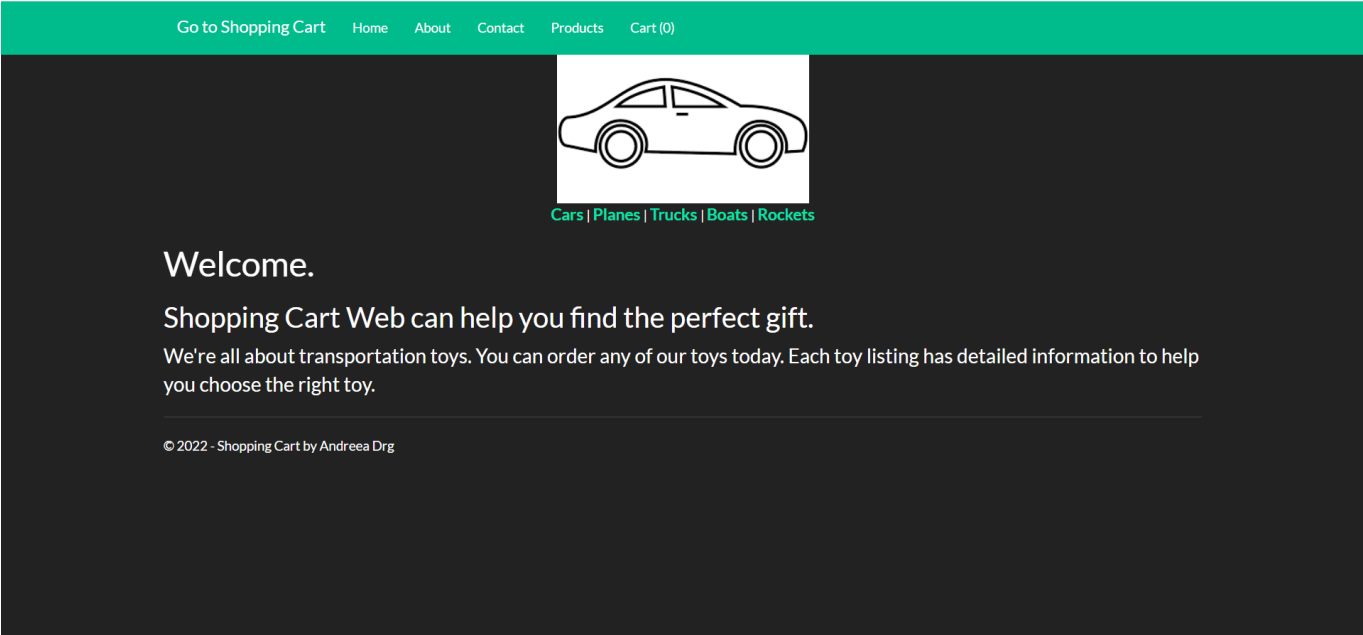 Go to Shopping Cart Home About Contact Products Cart (0)
Cars | Planes | Trucks | Boats | Rockets
Welcome.
Shopping Cart Web can help you find the perfect gift.
We're all about transportation toys. You can order any of our toys today. Each toy listing has detailed information to help
you choose the right toy.
© 2022 - Shopping Cart by Andreea Drg